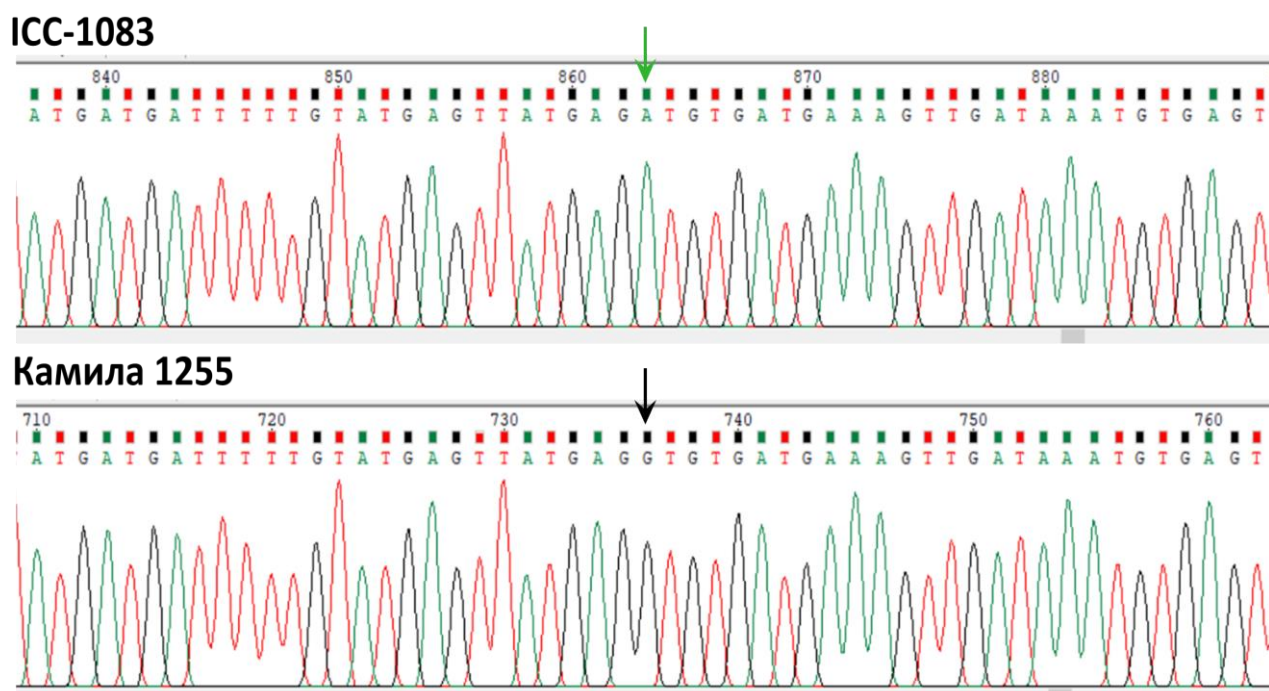 ICC-1083
840 850 860 870 880
A T G A T G A T T T T T G T A T G A G T T A T G A G A T G T G A T G A A A G T T G A T A A A T G T G A G T
Камила 1255
710 720 730 740 750 760
A T G A T G A T T T T T G T A T G A G T T A T G A G G T G T G A T G A A A G T T G A T A A A T G T G A G T